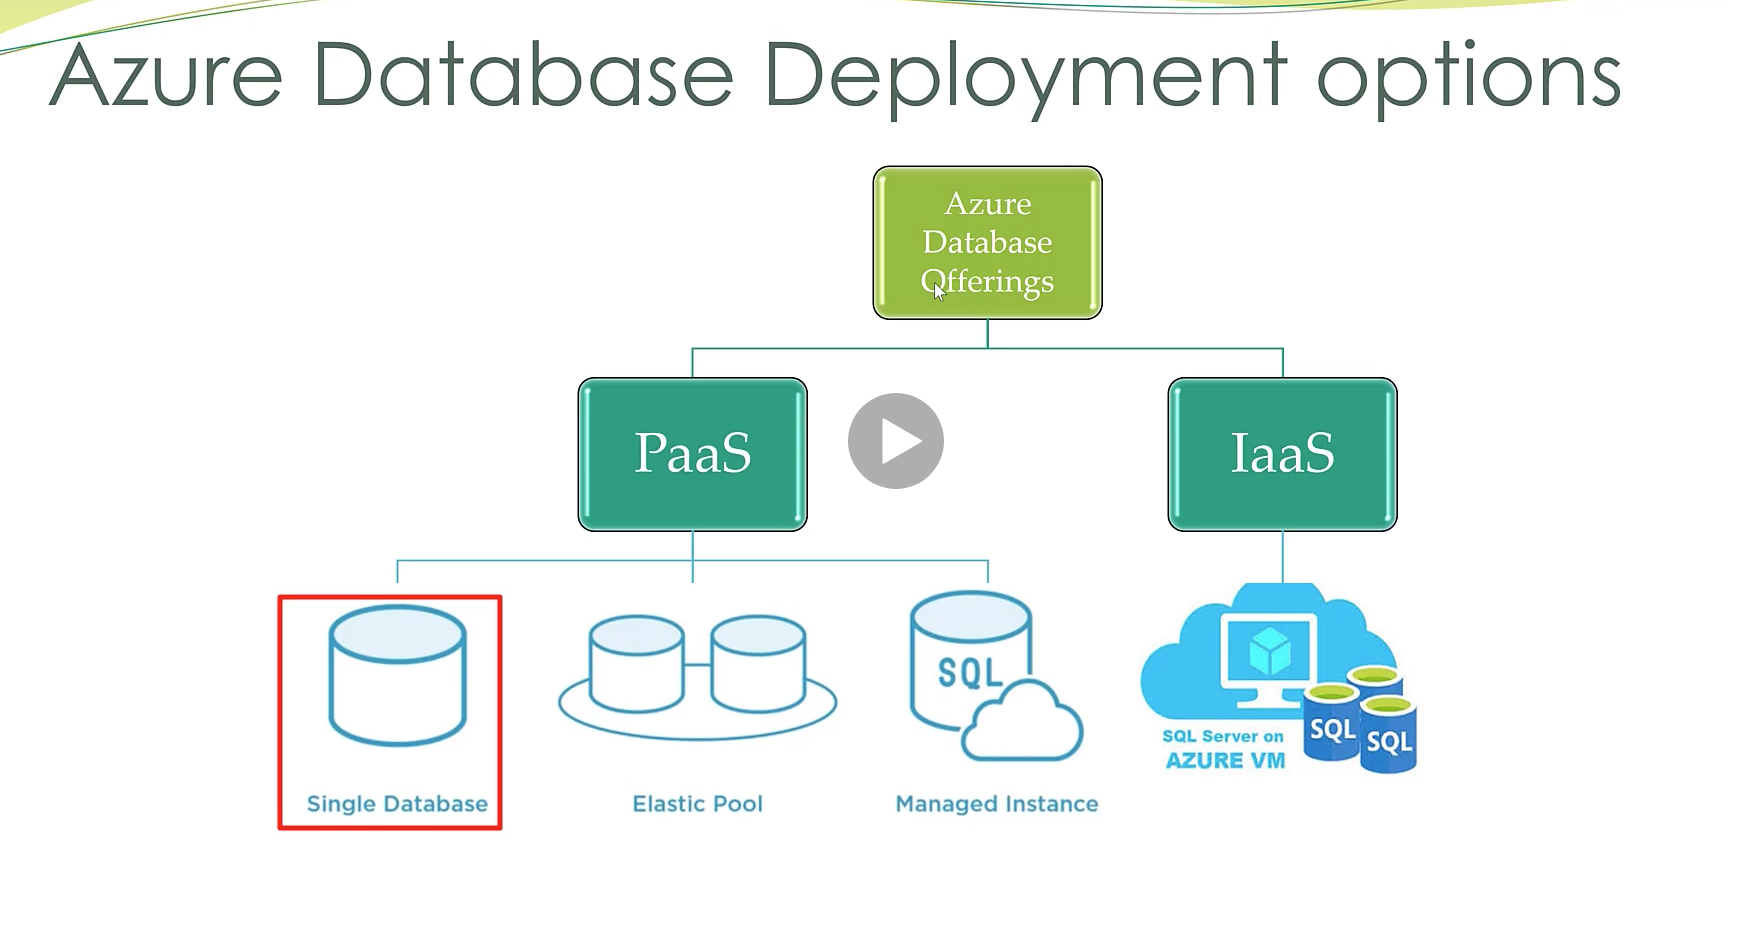 Azure Database Deployment options
Azure
Database
Offerings
PaaS
IaaS
SQL
SQL Server on
AZURE VM
SQL
SQL
Single Database
Elastic Pool
Managed Instance